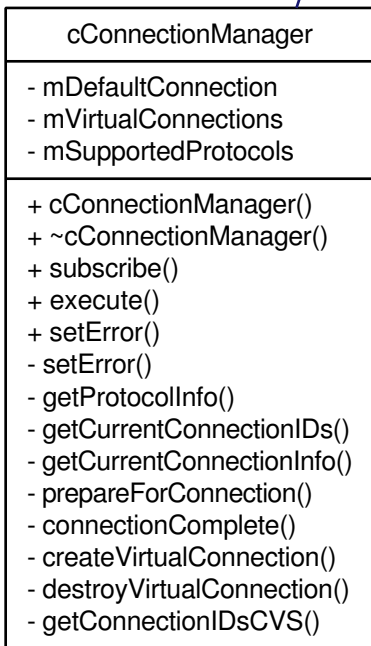 cConnectionManager
- mDefaultConnection
- mVirtualConnections
- mSupportedProtocols
+ cConnectionManager()
+ ~cConnectionManager()
+ subscribe()
+ execute()
+ setError()
- setError()
- getProtocolInfo()
- getCurrentConnectionIDs()
- getCurrentConnectionInfo()
- prepareForConnection()
- connectionComplete()
- createVirtualConnection()
- destroyVirtualConnection()
- getConnectionIDsCVS()